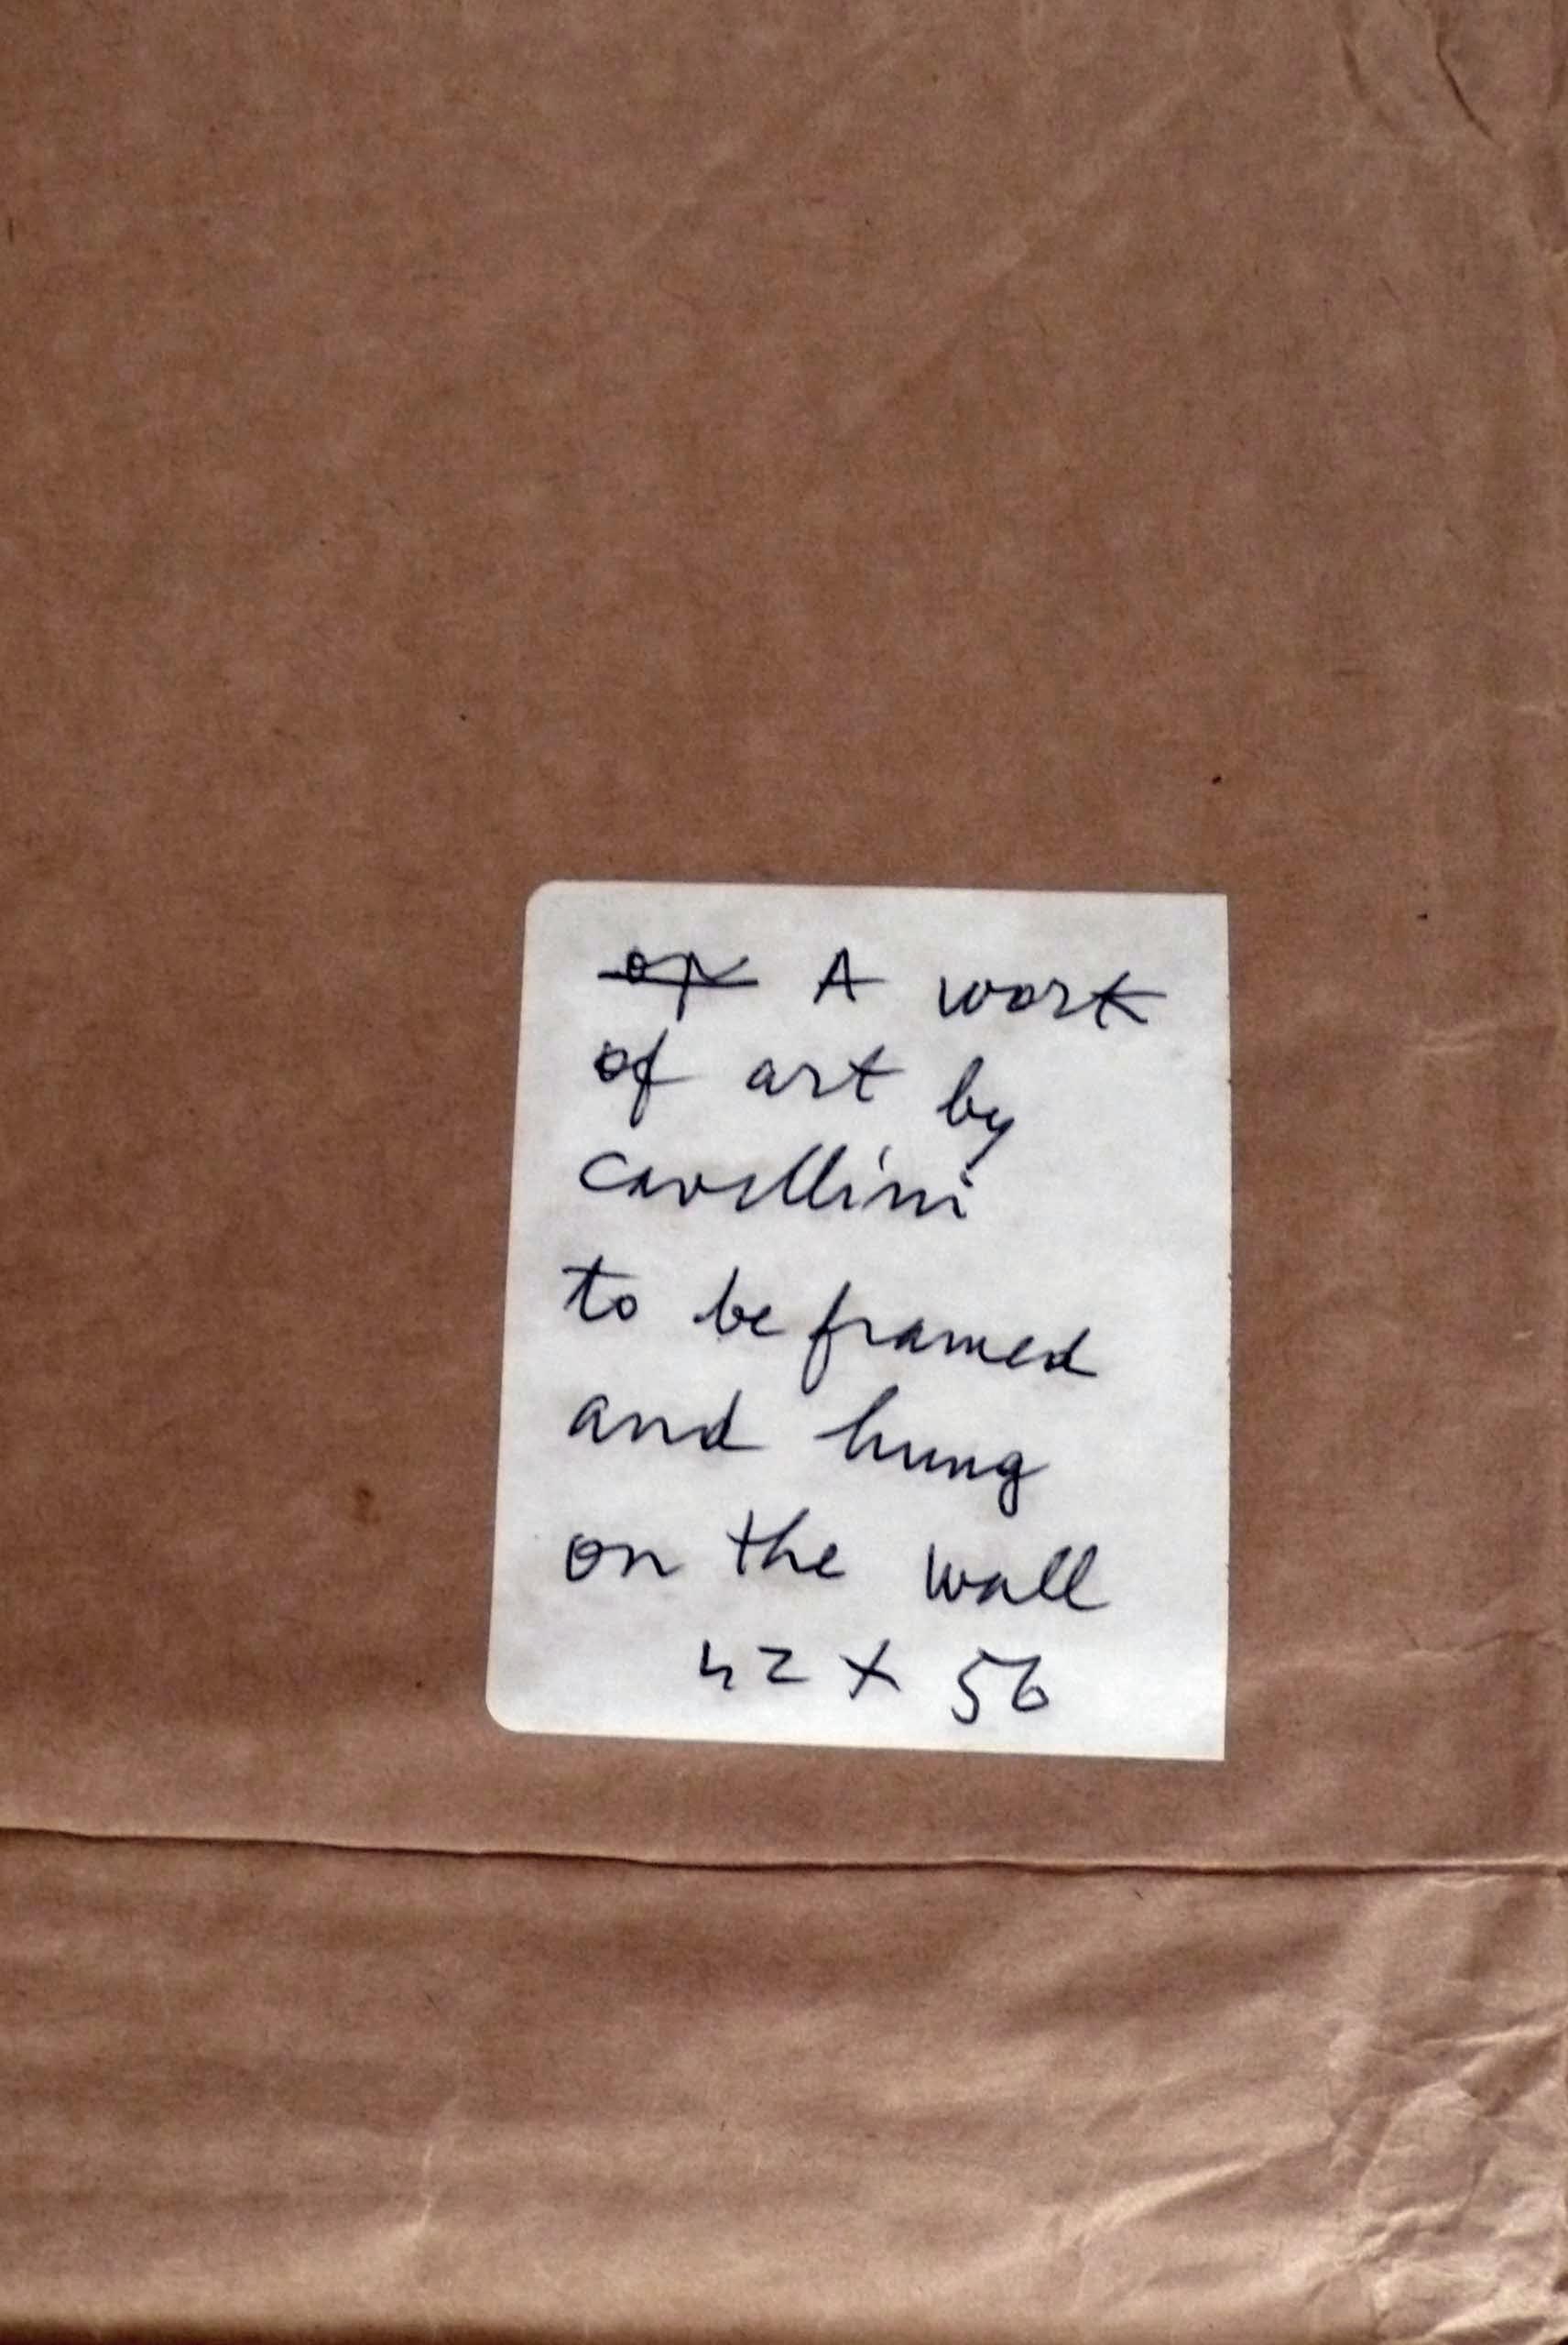 A work
of art by
cavellini
to be framed
and hung
on the wall
42 x 56